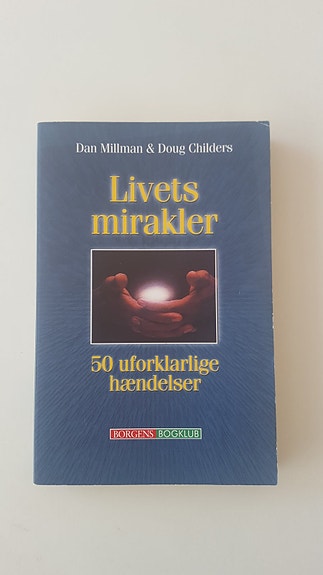 Dan Millman & Doug Childers
Livets
mirakler
50 uforklarlige
hændelser
BORGENS BOGKLUB